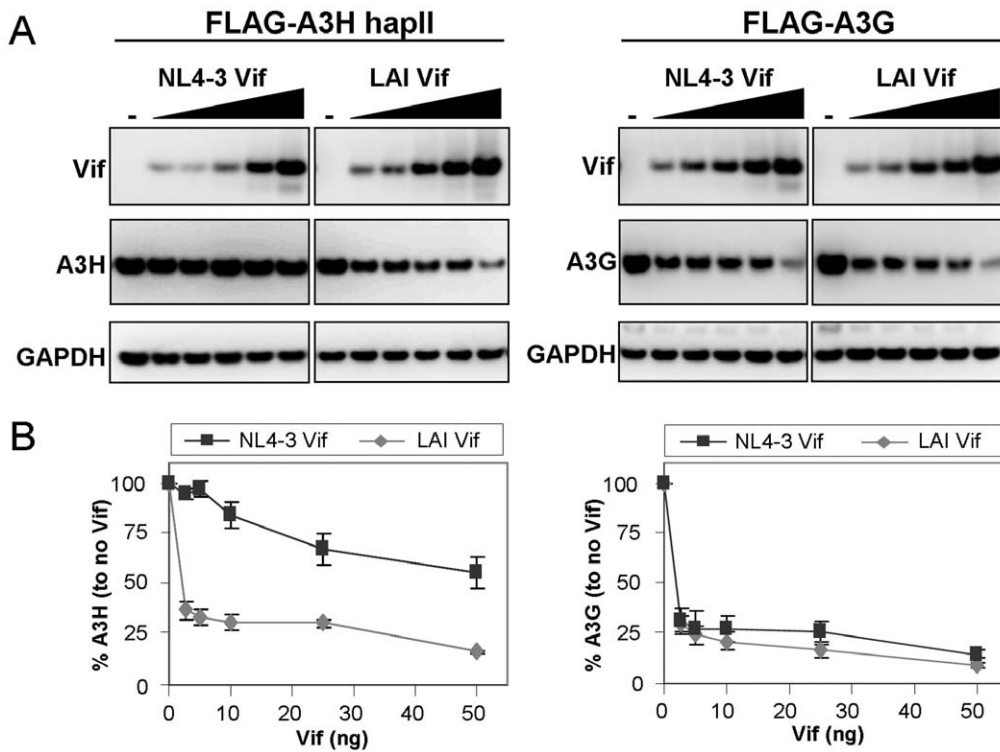 A
FLAG-A3H hapII
FLAG-A3G
NL4-3 Vif LAI Vif
NL4-3 Vif LAI Vif
- -
- -
Vif
Vif
A3H
A3G
GAPDH
GAPDH
B
NL4-3 Vif LAI Vif
% A3H (to no Vif)
100
75
50
25
0
0 10 20 30 40 50
Vif (ng)
NL4-3 Vif LAI Vif
% A3G (to no Vif)
100
75
50
25
0
0 10 20 30 40 50
Vif (ng)